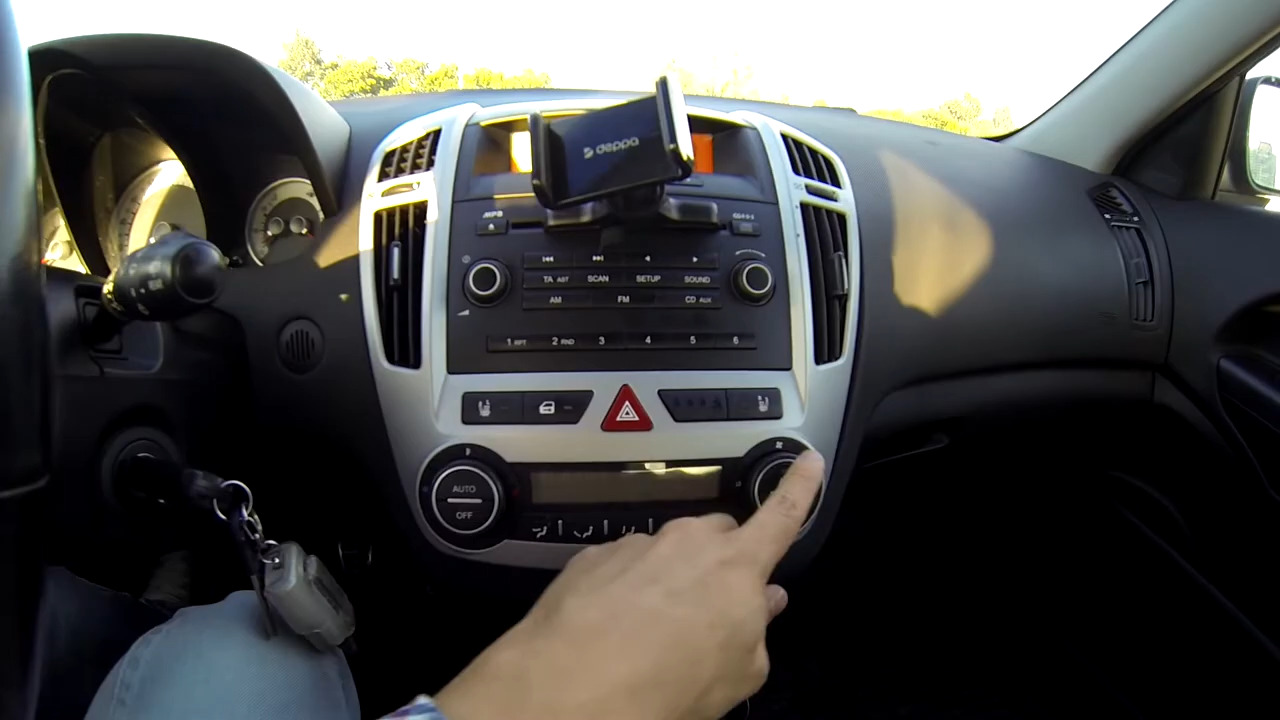 deppa
MP3
TA AST SCAN SETUP SOUND
AM FM CD AUX
1 RPT 2 RND 3 4 5 6
AUTO
OFF